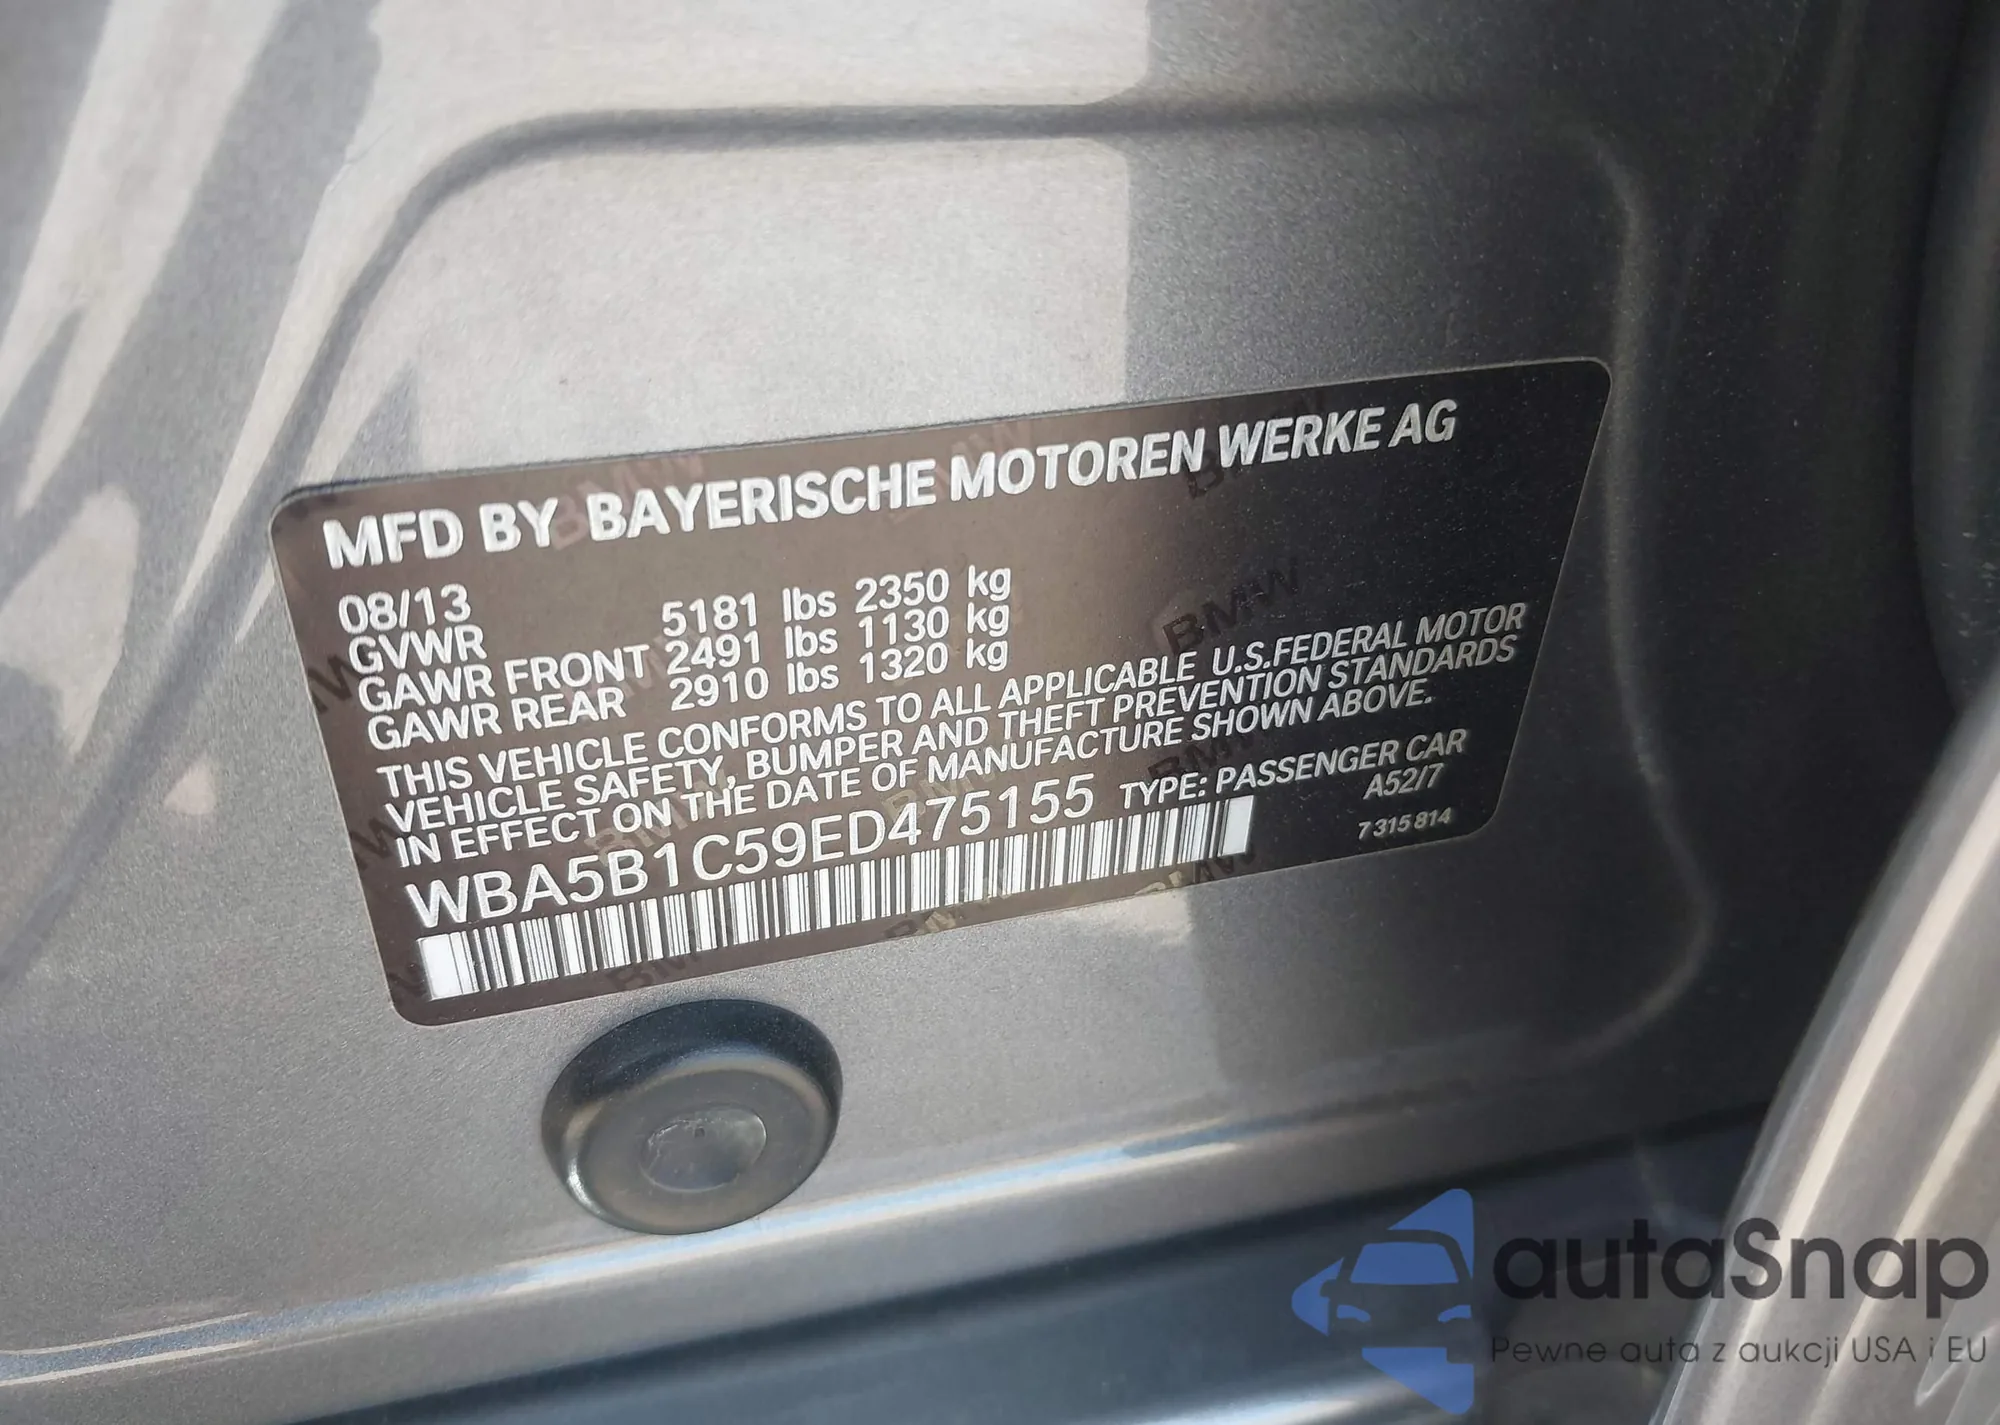 MFD BY BAYERISCHE MOTOREN WERKE AG
08/13
GVWR 5181 lbs 2350 kg
GAWR FRONT 2491 lbs 1130 kg
GAWR REAR 2910 lbs 1320 kg
THIS VEHICLE CONFORMS TO ALL APPLICABLE U.S.FEDERAL MOTOR
VEHICLE SAFETY, BUMPER AND THEFT PREVENTION STANDARDS
IN EFFECT ON THE DATE OF MANUFACTURE SHOWN ABOVE.
WBA5B1C59ED475155 TYPE: PASSENGER CAR
A52/7
7 315 814
autaSnap
Pewne auta z aukcji USA i EU